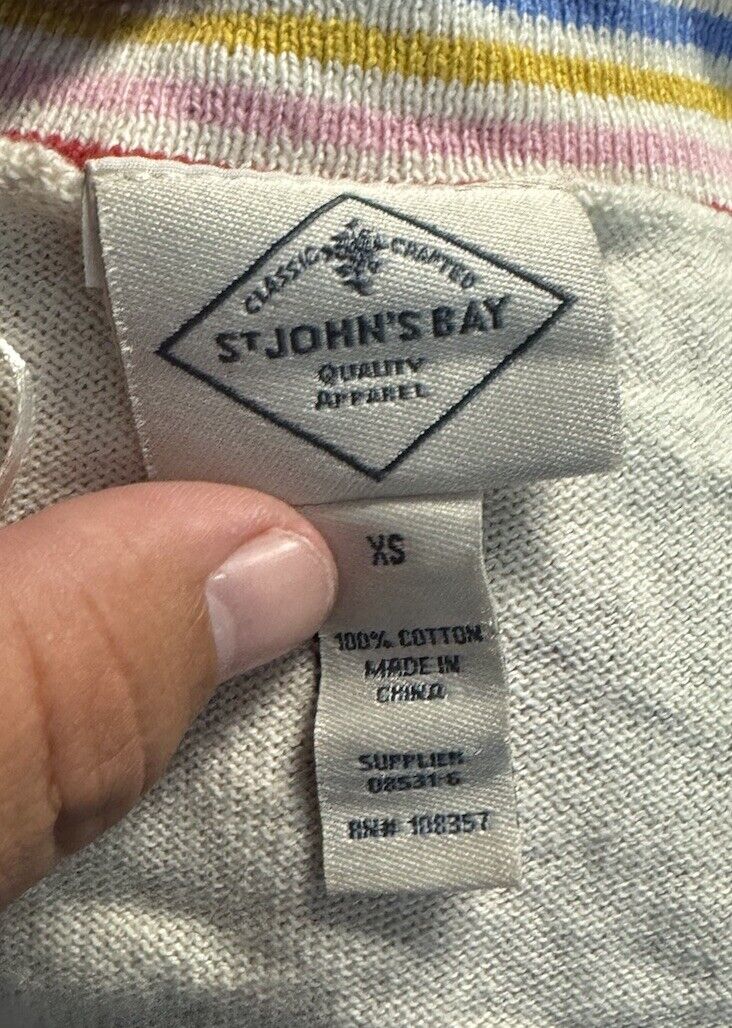 CLASSIC CRAFTED
ST JOHN'S BAY
QUALITY
APPAREL
XS
100% COTTON
MADE IN
CHINA
SUPPLIER
08531-6
RN# 108357